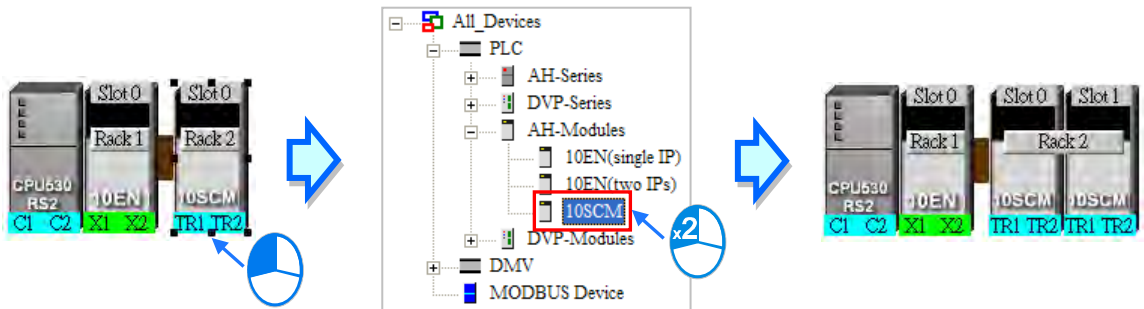 Slot 0
Slot 0
Rack 1
Rack 2
CPU530
RS2
10EN
10SCM
C1 C2
X1 X2
TR1 TR2
All_Devices
PLC
AH-Series
DVP-Series
AH-Modules
10EN(single IP)
10EN(two IPs)
10SCM
DVP-Modules
DMV
MODBUS Device
x2
Slot 0
Slot 0
Slot 1
Rack 1
Rack 2
CPU530
RS2
10EN
10SCM
10SCM
C1 C2
X1 X2
TR1 TR2
TR1 TR2